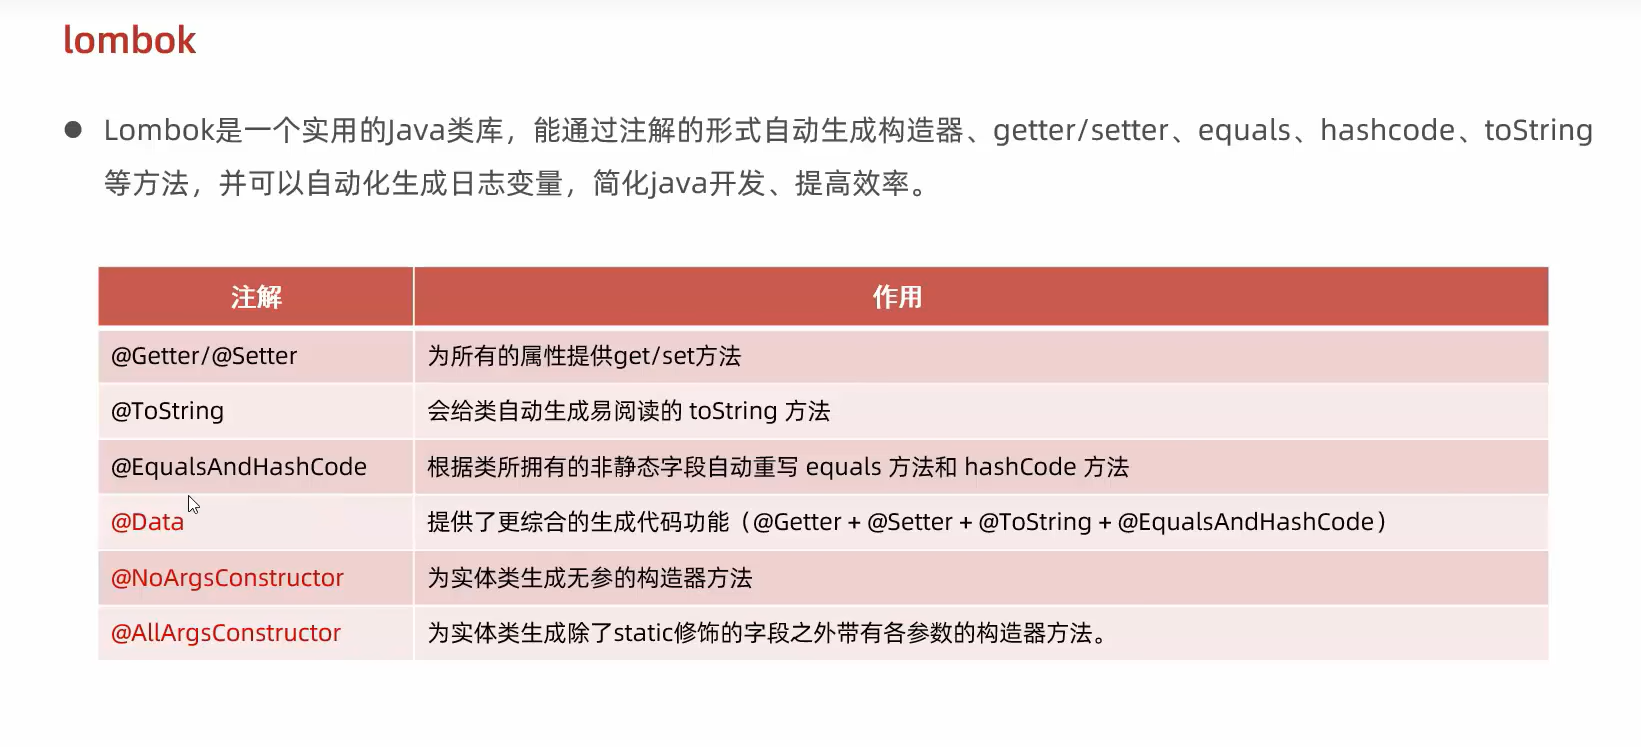 lombok
● Lombok是一个实用的Java类库，能通过注解的形式自动生成构造器、getter/setter、equals、hashcode、toString
等方法，并可以自动化生成日志变量，简化java开发、提高效率。
注解 作用
@Getter/@Setter 为所有的属性提供get/set方法
@ToString 会给类自动生成易阅读的 toString 方法
@EqualsAndHashCode 根据类所拥有的非静态字段自动重写 equals 方法和 hashCode 方法
@Data 提供了更综合的生成代码功能（@Getter + @Setter + @ToString + @EqualsAndHashCode）
@NoArgsConstructor 为实体类生成无参的构造器方法
@AllArgsConstructor 为实体类生成除了static修饰的字段之外带有各参数的构造器方法。